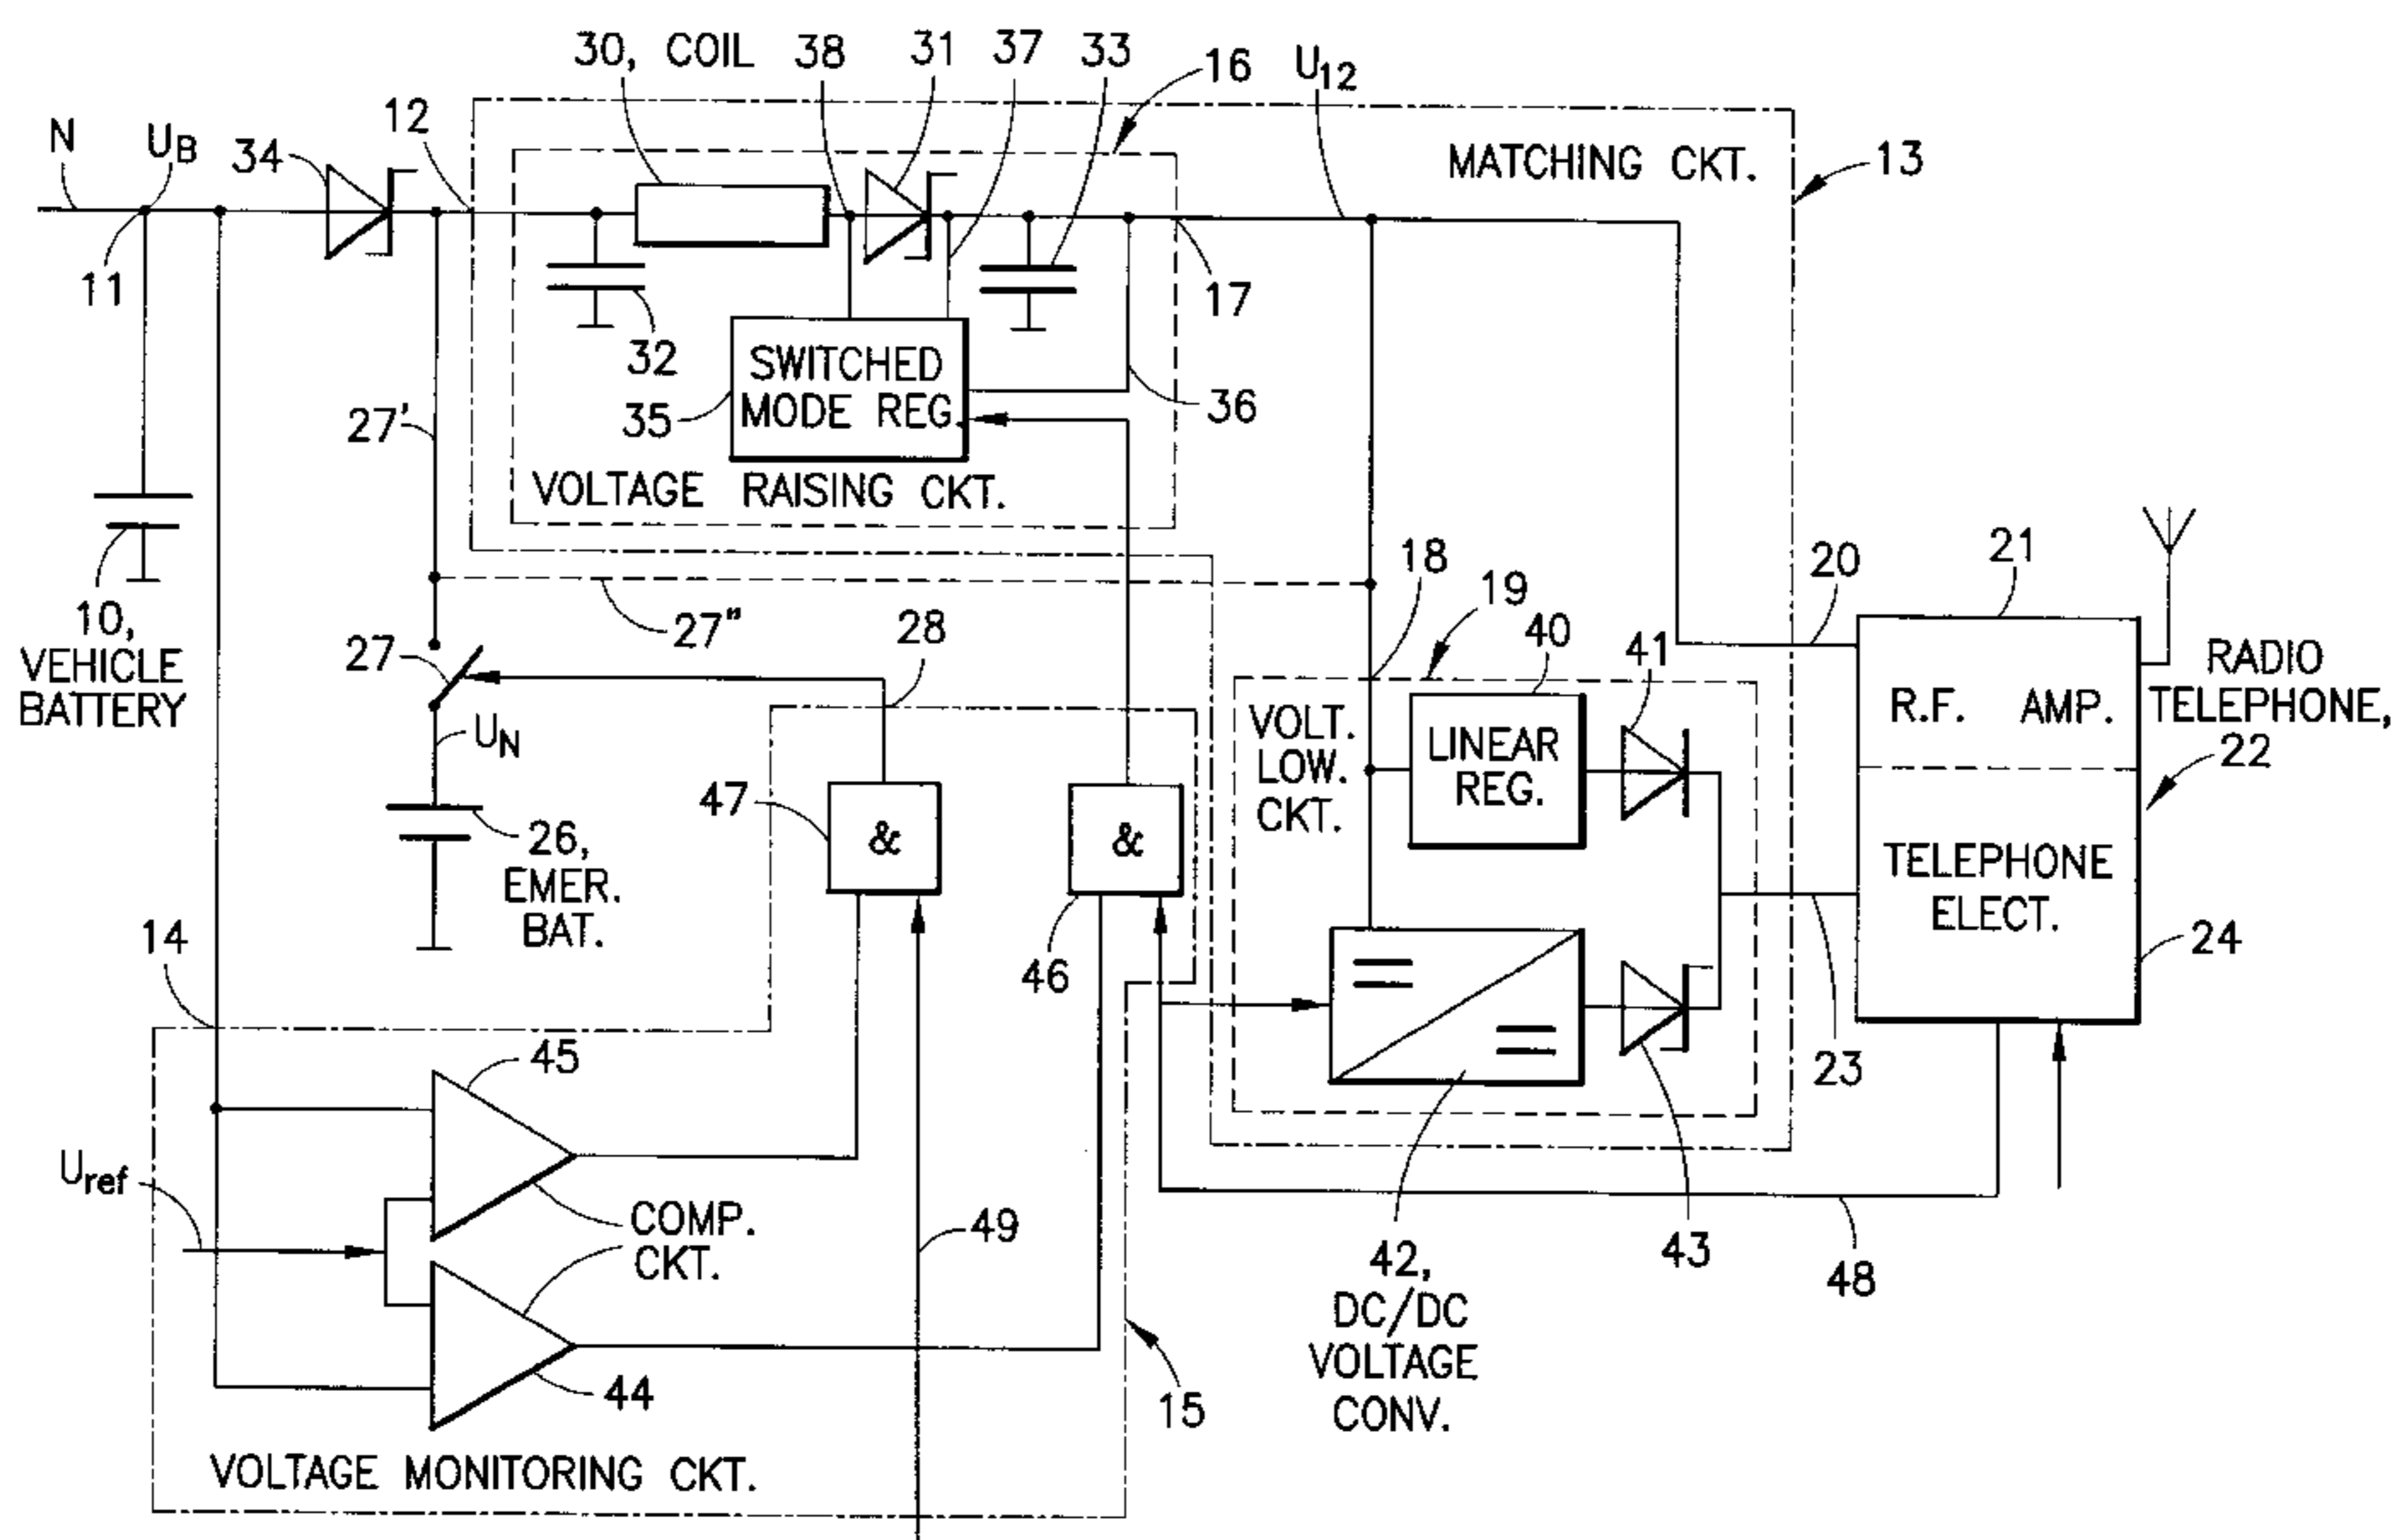 30, COIL
38
31
37
33
16
U12
N
UB
34
12
MATCHING CKT.
13
11
32
17
SWITCHED
MODE REG.
35
36
27'
VOLTAGE RAISING CKT.
10,
VEHICLE
BATTERY
27"
28
18
19
40
41
20
21
27
UN
VOLT.
LOW.
CKT.
LINEAR
REG.
R.F. AMP.
RADIO
TELEPHONE,
22
47
&
&
26,
EMER.
BAT.
TELEPHONE
ELECT.
24
14
46
45
23
Uref
COMP.
CKT.
49
43
48
42,
DC/DC
VOLTAGE
CONV.
44
15
VOLTAGE MONITORING CKT.